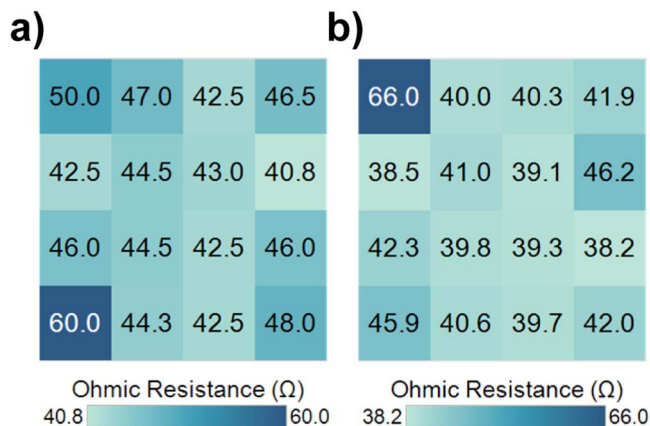 a) b)
50.0 47.0 42.5 46.5 66.0 40.0 40.3 41.9
42.5 44.5 43.0 40.8 38.5 41.0 39.1 46.2
46.0 44.5 42.5 46.0 42.3 39.8 39.3 38.2
60.0 44.3 42.5 48.0 45.9 40.6 39.7 42.0
Ohmic Resistance (Ω) Ohmic Resistance (Ω)
40.8 60.0 38.2 66.0